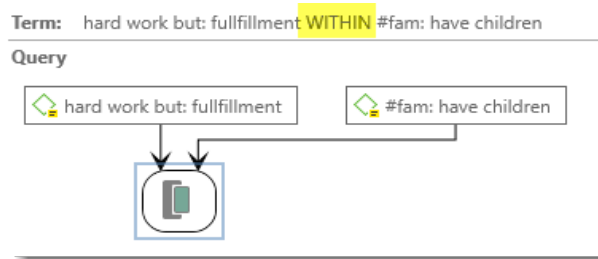 Term: hard work but: fullfillment WITHIN #fam: have children
Query
hard work but: fullfillment #fam: have children